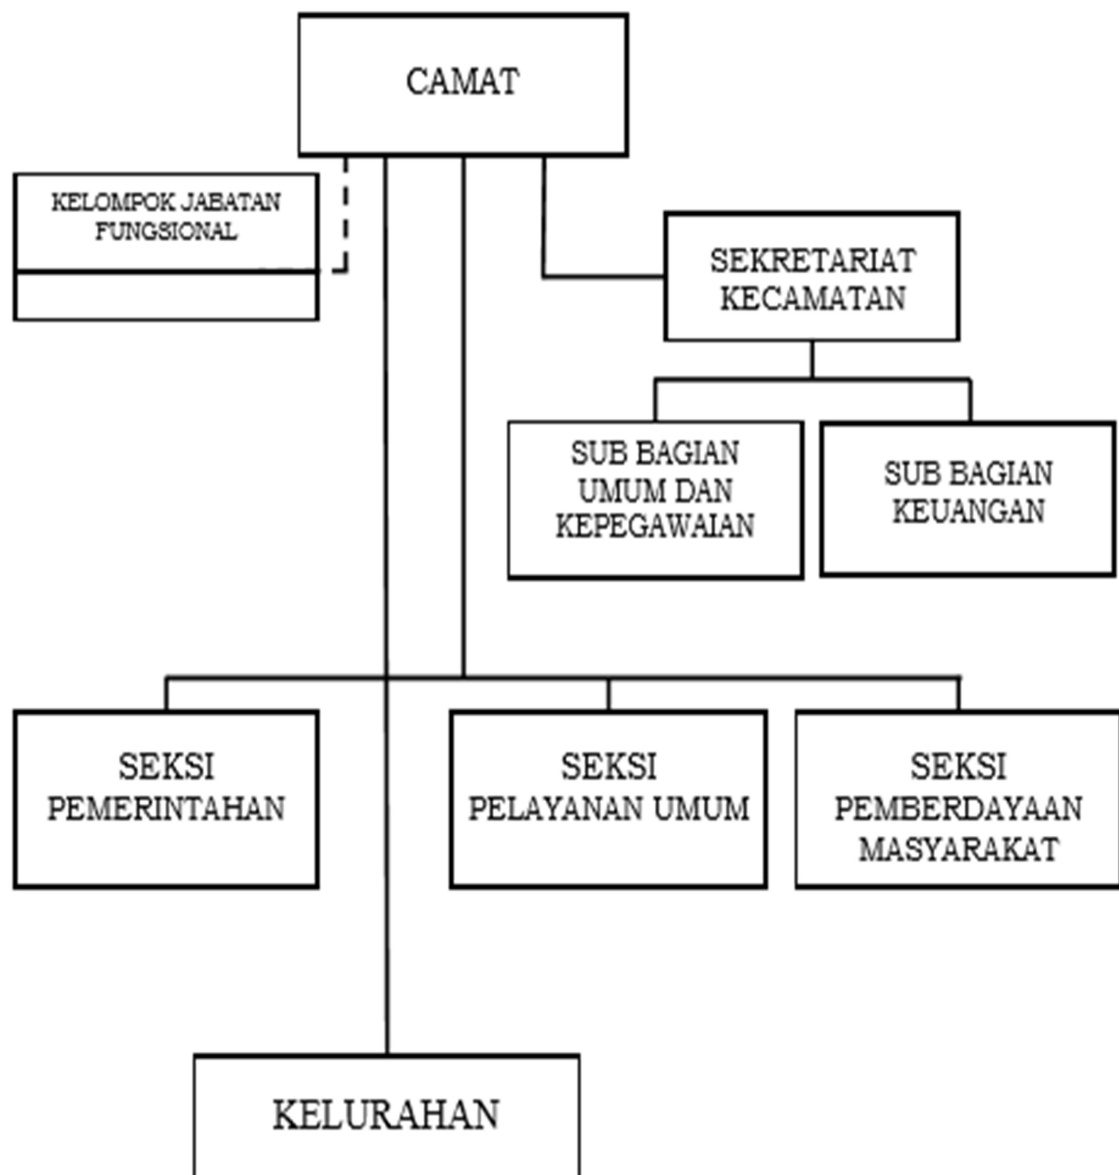 CAMAT
KELOMPOK JABATAN
FUNGSIONAL
SEKRETARIAT
KECAMATAN
SUB BAGIAN
UMUM DAN
KEPEGAWAIAN
SUB BAGIAN
KEUANGAN
SEKSI
PEMERINTAHAN
SEKSI
PELAYANAN UMUM
SEKSI
PEMBERDAYAAN
MASYARAKAT
KELURAHAN